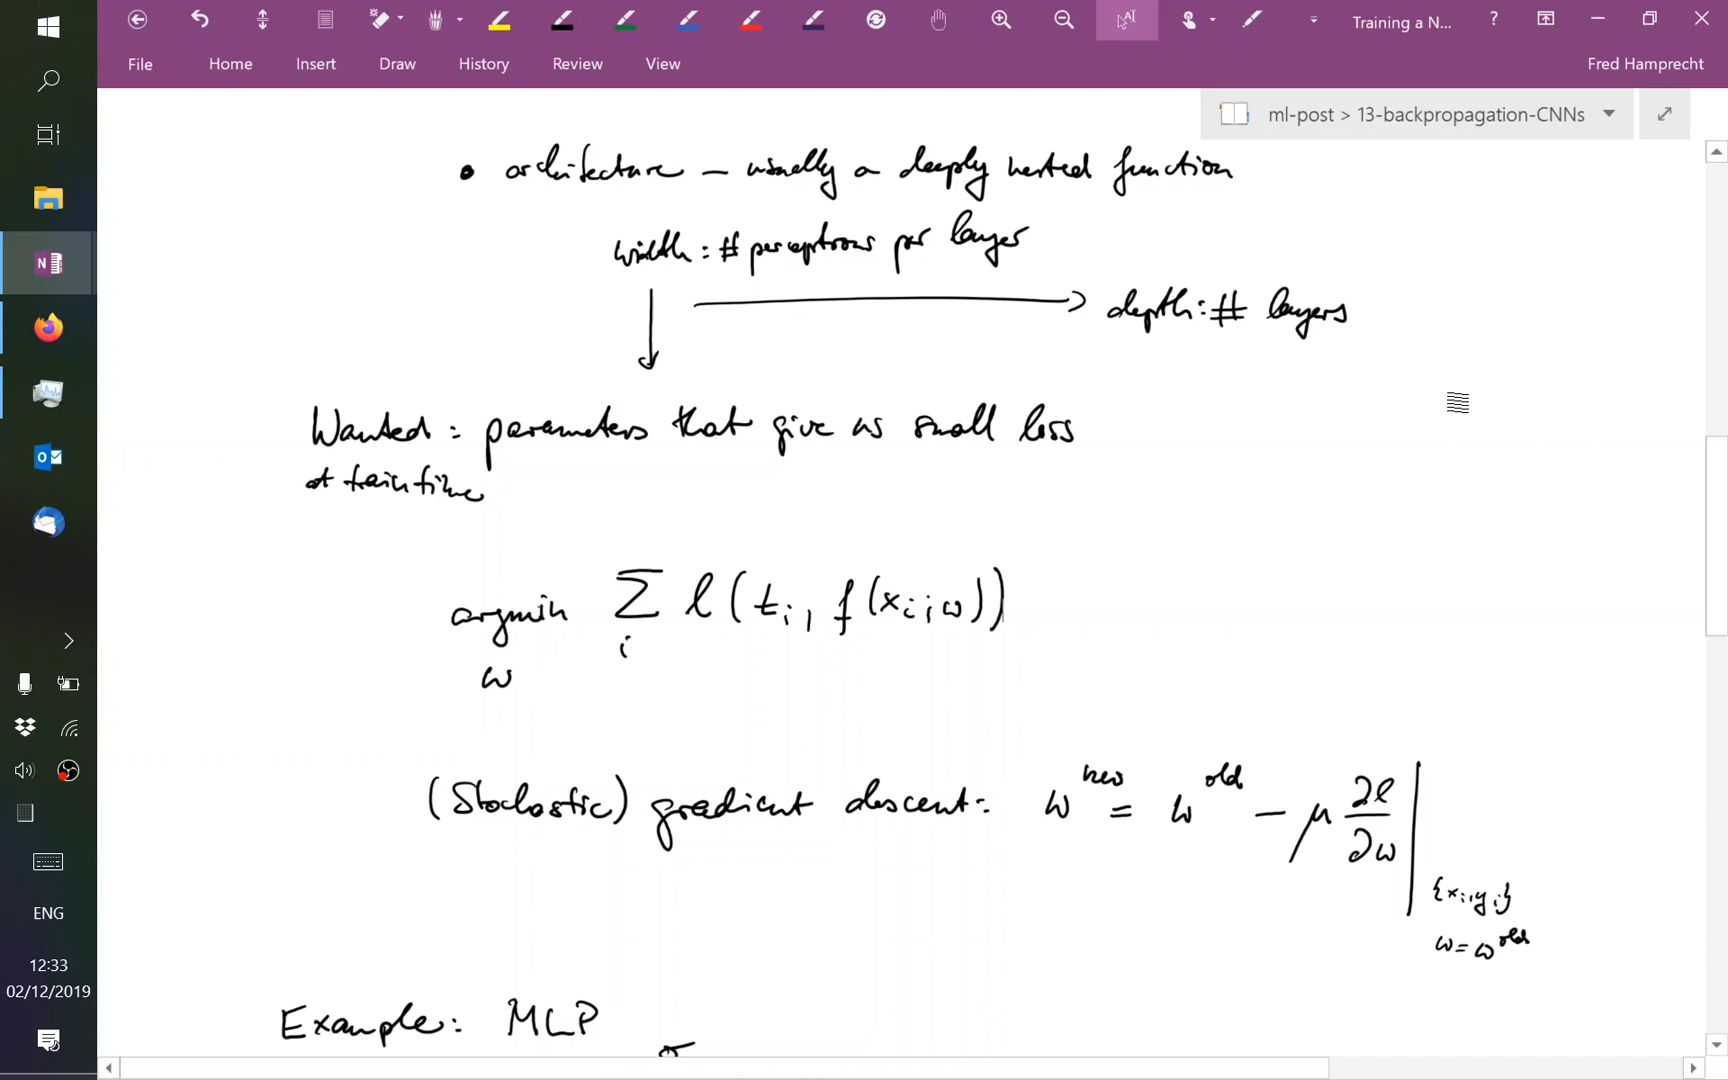 Training a N...
?
File Home Insert Draw History Review View
Fred Hamprecht
ml-post > 13-backpropagation-CNNs
• architecture — usually a deeply nested function
width: # perceptrons per layer
depth: # layers
Wanted: parameters that give us small loss
at train time
argmin Σ l(t_i, f(x_i; ω))
ω i
(Stochastic) gradient descent: ω^new = ω^old − μ ∂l/∂ω |
{x_i, y_i}
ω = ω^old
Example: MLP
ENG
12:33
02/12/2019